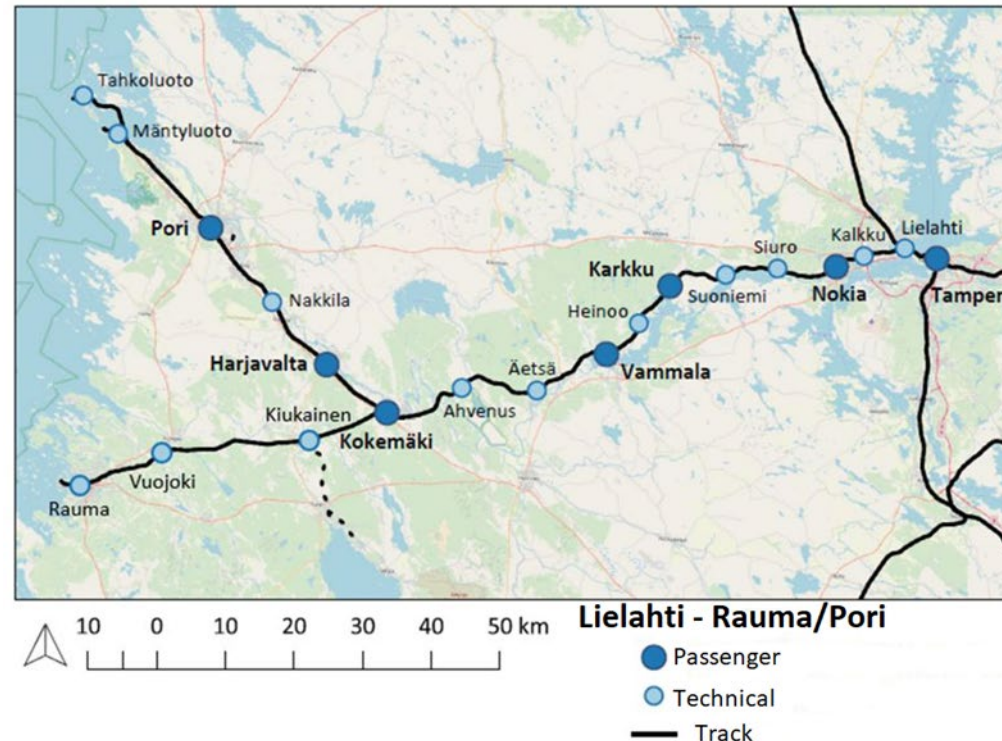 Tahkoluoto
Mäntyluoto
Pori
Nakkila
Harjavalta
Kiukainen
Kokemäki
Vuojoki
Rauma
Ahvenus
Äetsä
Vammala
Heinoo
Karkku
Suoniemi
Siuro
Nokia
Kalkku
Lielahti
Tamper
10 0 10 20 30 40 50 km
Lielahti - Rauma/Pori
Passenger
Technical
Track